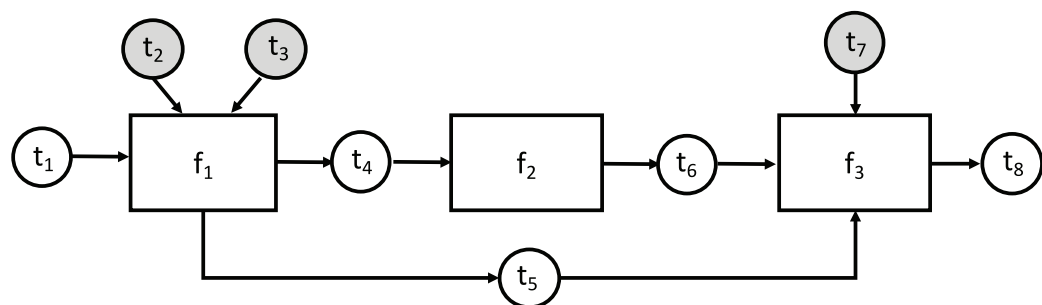 t₂
t₃
t₇
t₁
f₁
t₄
f₂
t₆
f₃
t₈
t₅